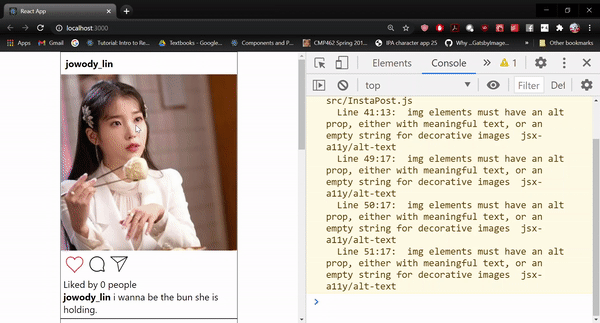 React App
localhost:3000
Apps
Gmail
Tutorial: Intro to Re...
Textbooks - Google...
Components and P...
CMP462 Spring 201...
IPA character app 25
Why ...GatsbyImage...
Other bookmarks
jowody_lin
Liked by 0 people
jowody_lin i wanna be the bun she is
holding.
Elements
Console
»
1
top
Filter
Def
src/InstaPost.js
Line 41:13: img elements must have an alt
prop, either with meaningful text, or an
empty string for decorative images jsx-
a11y/alt-text
Line 49:17: img elements must have an alt
prop, either with meaningful text, or an
empty string for decorative images jsx-
a11y/alt-text
Line 50:17: img elements must have an alt
prop, either with meaningful text, or an
empty string for decorative images jsx-
a11y/alt-text
Line 51:17: img elements must have an alt
prop, either with meaningful text, or an
empty string for decorative images jsx-
a11y/alt-text